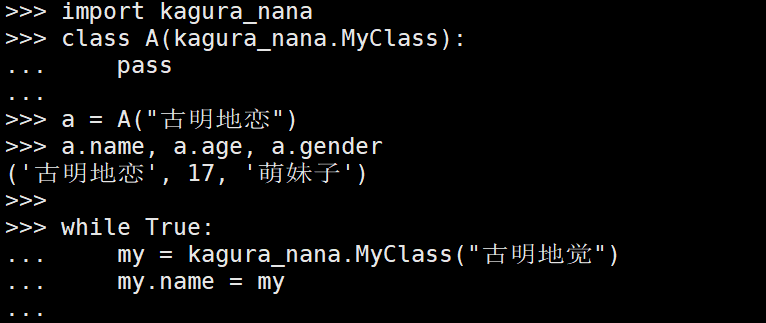 >>> import kagura_nana
>>> class A(kagura_nana.MyClass):
...     pass
...
>>> a = A("古明地恋")
>>> a.name, a.age, a.gender
('古明地恋', 17, '萌妹子')
>>>
>>> while True:
...     my = kagura_nana.MyClass("古明地觉")
...     my.name = my
...